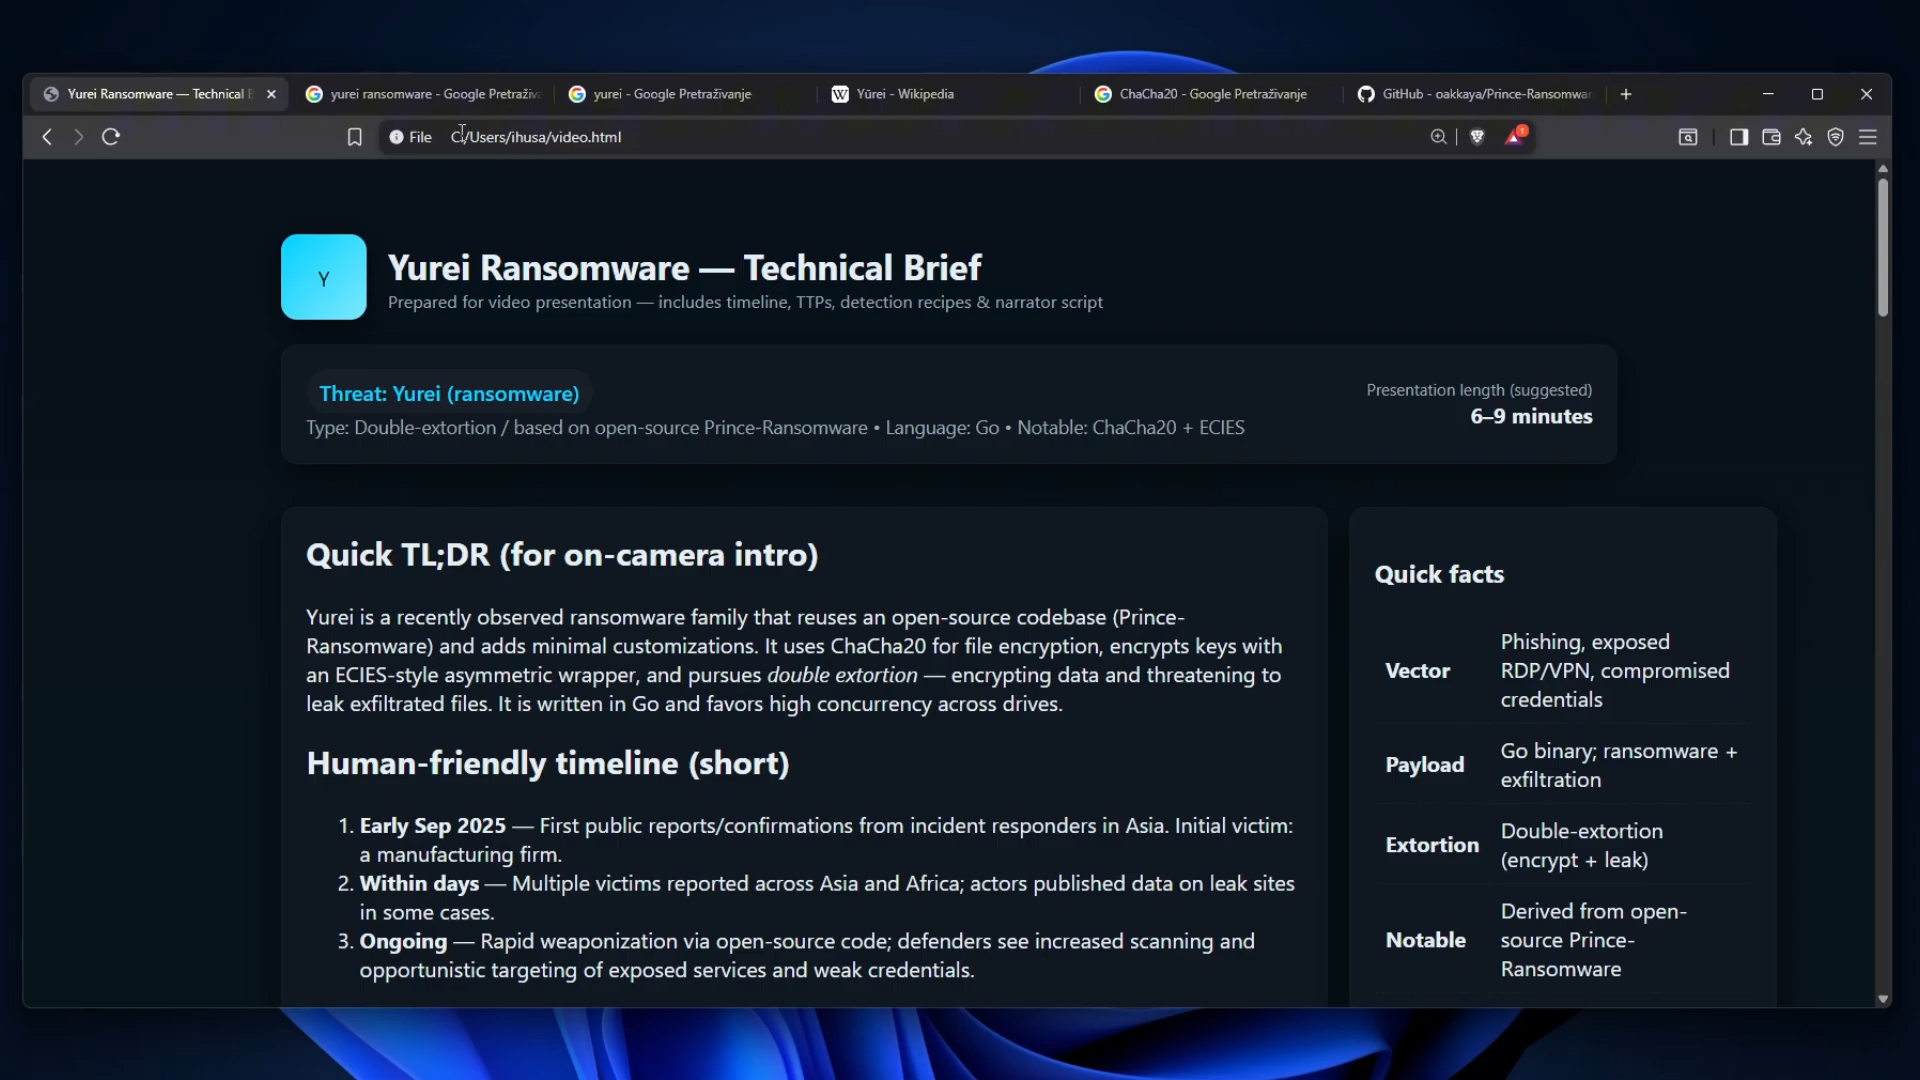 Yurei Ransomware — Technical B
yurei ransomware - Google Pretraživ
yurei - Google Pretraživanje
W Yūrei - Wikipedia
ChaCha20 - Google Pretraživanje
GitHub - oakkaya/Prince-Ransomwar
File C:/Users/ihusa/video.html
1
Y
Yurei Ransomware — Technical Brief
Prepared for video presentation — includes timeline, TTPs, detection recipes & narrator script
Threat: Yurei (ransomware)
Type: Double-extortion / based on open-source Prince-Ransomware • Language: Go • Notable: ChaCha20 + ECIES
Presentation length (suggested)
6–9 minutes
Quick TL;DR (for on-camera intro)
Yurei is a recently observed ransomware family that reuses an open-source codebase (Prince-
Ransomware) and adds minimal customizations. It uses ChaCha20 for file encryption, encrypts keys with
an ECIES-style asymmetric wrapper, and pursues double extortion — encrypting data and threatening to
leak exfiltrated files. It is written in Go and favors high concurrency across drives.
Human-friendly timeline (short)
1. Early Sep 2025 — First public reports/confirmations from incident responders in Asia. Initial victim:
a manufacturing firm.
2. Within days — Multiple victims reported across Asia and Africa; actors published data on leak sites
in some cases.
3. Ongoing — Rapid weaponization via open-source code; defenders see increased scanning and
opportunistic targeting of exposed services and weak credentials.
Quick facts
Vector
Phishing, exposed
RDP/VPN, compromised
credentials
Payload
Go binary; ransomware +
exfiltration
Extortion
Double-extortion
(encrypt + leak)
Notable
Derived from open-
source Prince-
Ransomware